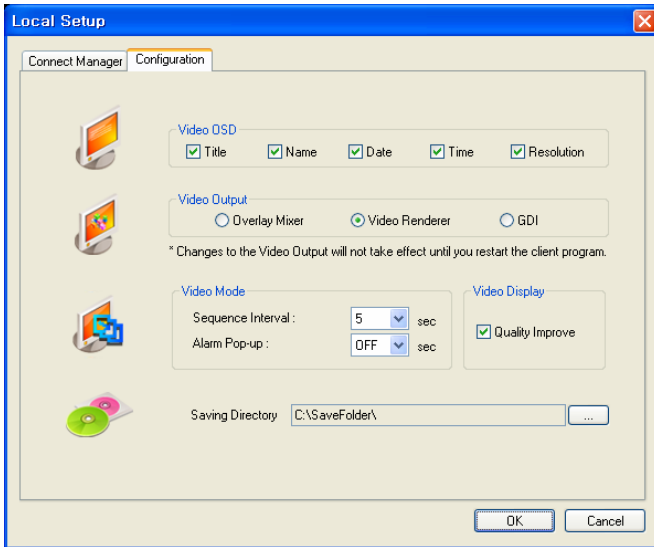 Local Setup
Connect Manager
Configuration
Video OSD
Title
Name
Date
Time
Resolution
Video Output
Overlay Mixer
Video Renderer
GDI
* Changes to the Video Output will not take effect until you restart the client program.
Video Mode
Sequence Interval :
5
sec
Alarm Pop-up :
OFF
sec
Video Display
Quality Improve
Saving Directory
C:\SaveFolder\
...
OK
Cancel